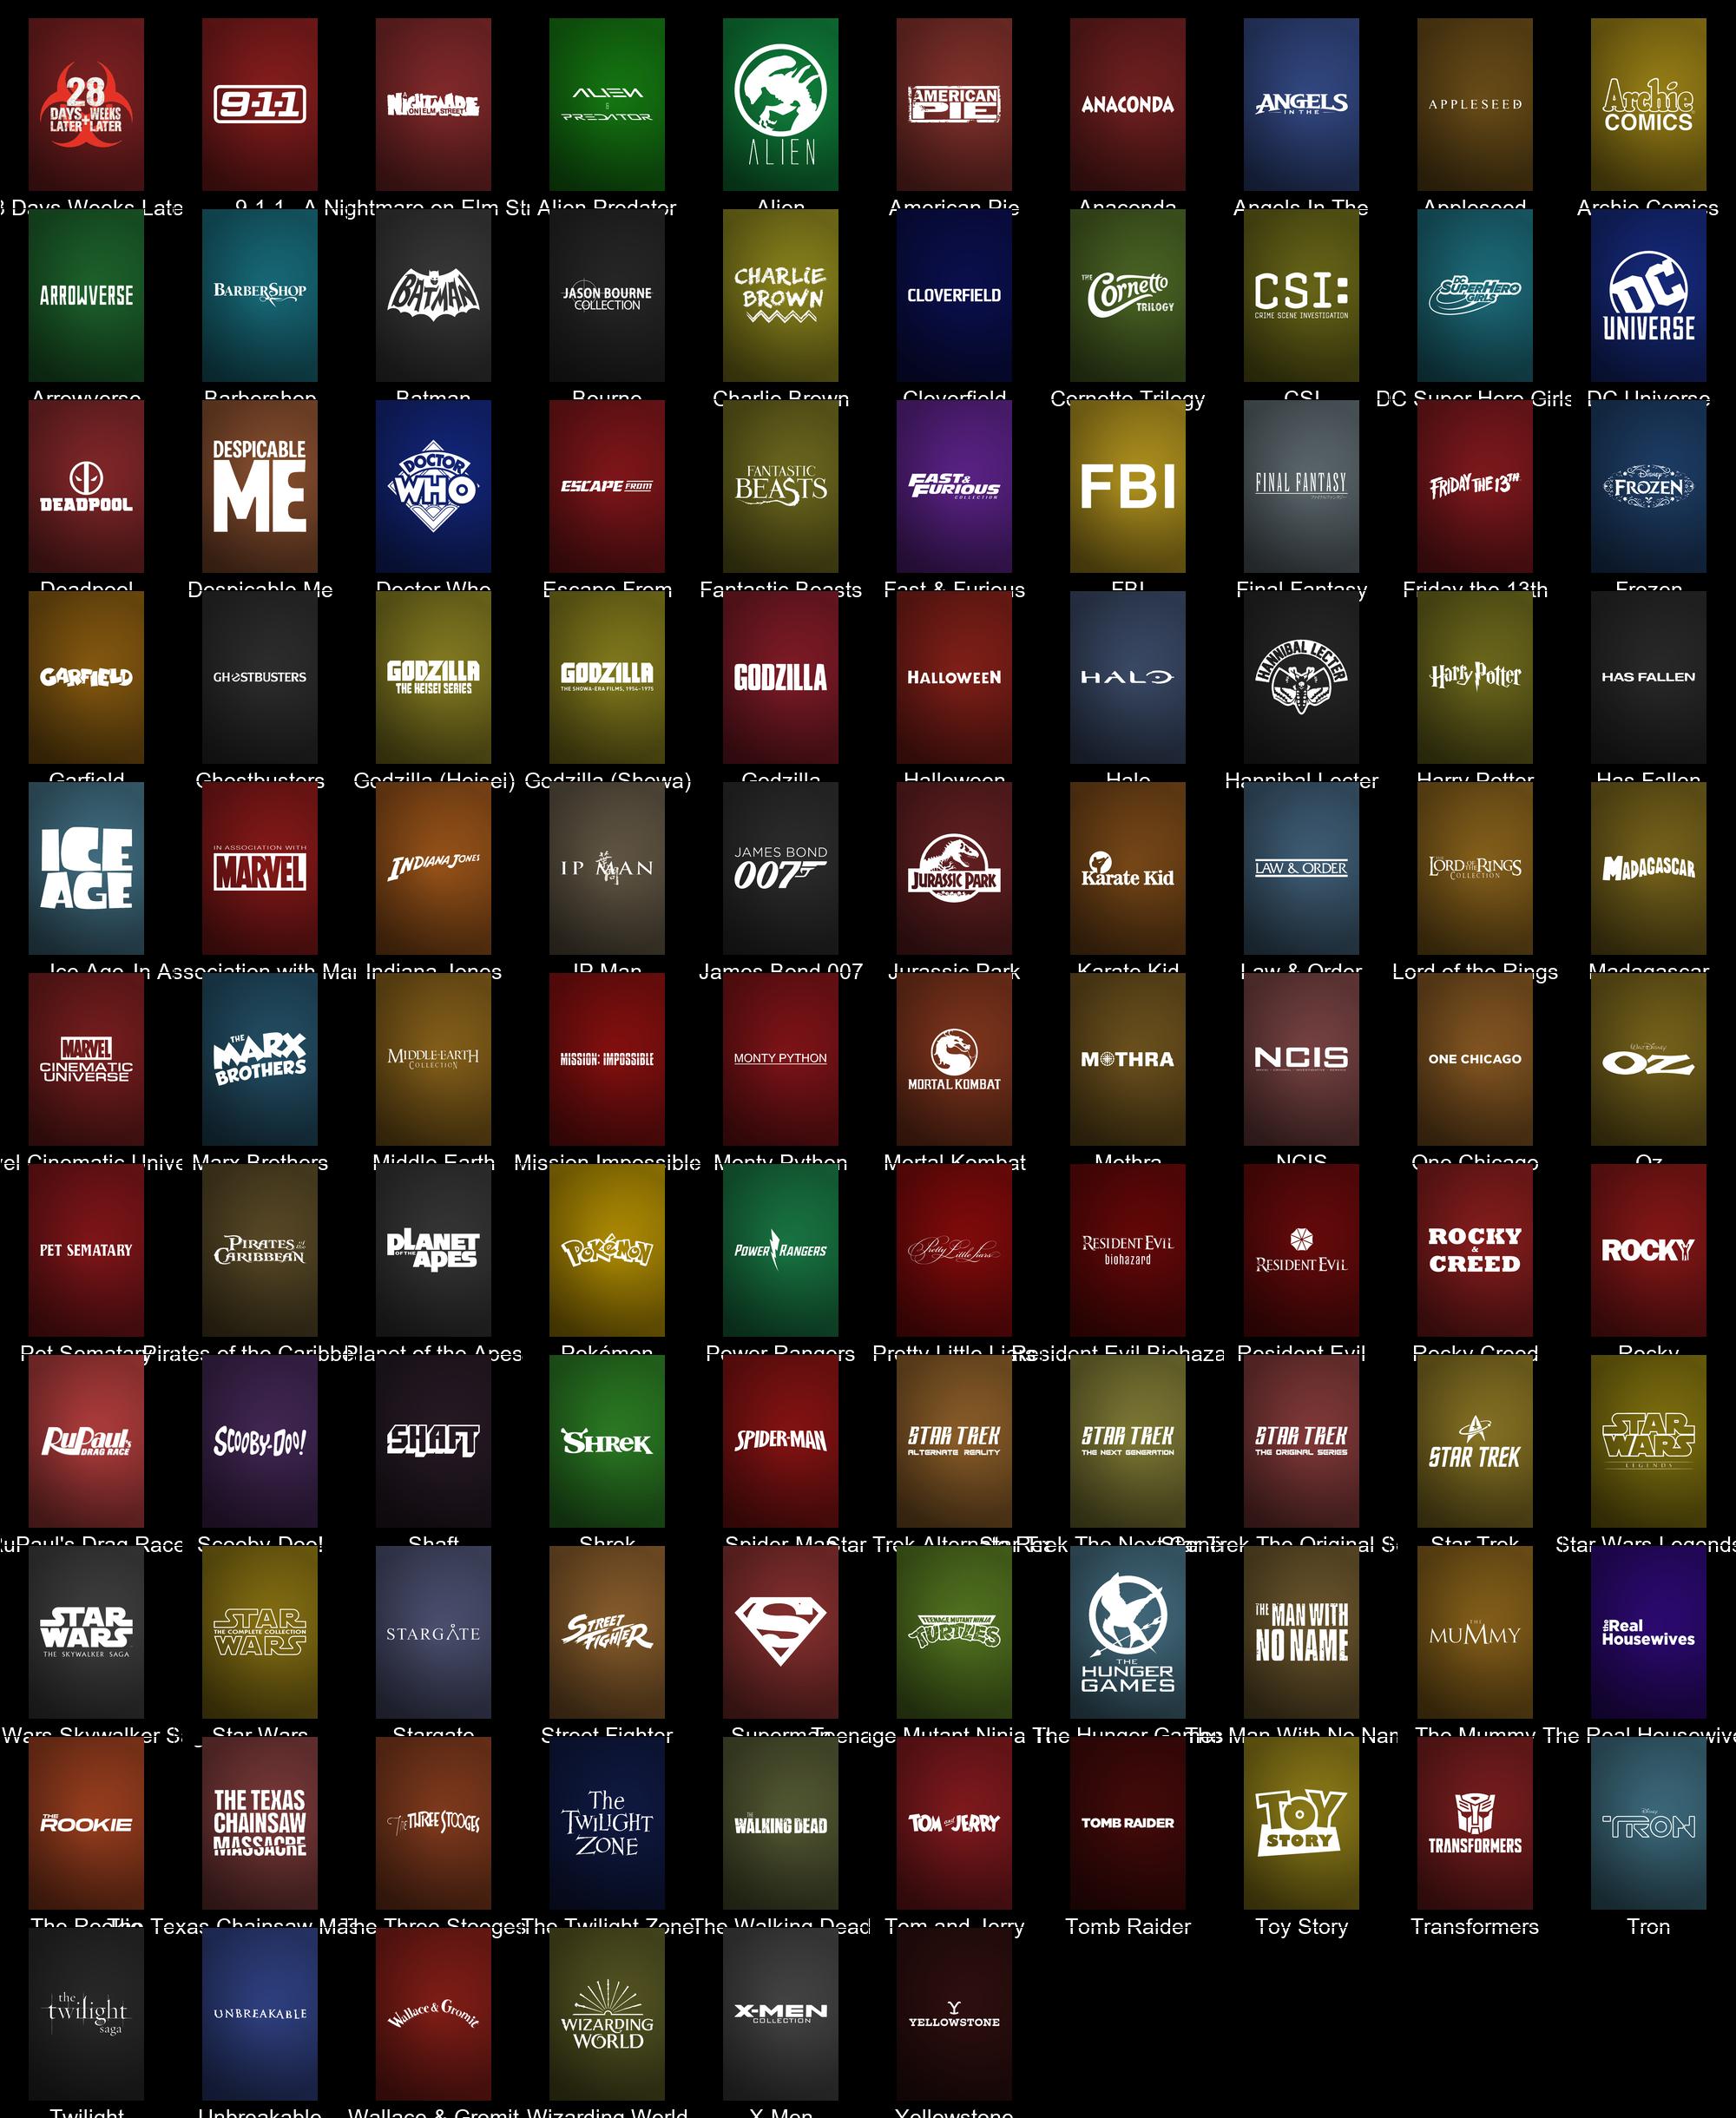 28 DAYS LATER + WEEKS LATER
9-1-1
A NIGHTMARE ON ELM STREET
ALIEN & PREDATOR
ALIEN
AMERICAN PIE
ANACONDA
ANGELS IN THE
APPLESEED
Archie COMICS
3 Days Weeks Late
9-1-1
A Nightmare on Elm Str
Alien Predator
Alien
American Pie
Anaconda
Angels In The
Appleseed
Archie Comics
ARROWVERSE
BARBERSHOP
BATMAN
JASON BOURNE COLLECTION
CHARLiE BROWN
CLOVERFIELD
THE Cornetto TRILOGY
CSI: CRIME SCENE INVESTIGATION
DC SUPERHERO GIRLS
DC UNIVERSE
Arrowverse
Barbershop
Batman
Bourne
Charlie Brown
Cloverfield
Cornetto Trilogy
CSI
DC Super Hero Girls
DC Universe
DEADPOOL
DESPICABLE ME
DOCTOR WHO
ESCAPE FROM
FANTASTIC BEASTS
FAST & FURIOUS COLLECTION
FBI
FINAL FANTASY
FRIDAY THE 13TH
Disney FROZEN
Deadpool
Despicable Me
Doctor Who
Escape From
Fantastic Beasts
Fast & Furious
FBI
Final Fantasy
Friday the 13th
Frozen
GARFIELD
GHOSTBUSTERS
GODZILLA THE HEISEI SERIES
GODZILLA THE SHOWA-ERA FILMS, 1954-1975
GODZILLA
HALLOWEEN
HALO
HANNIBAL LECTER
Harry Potter
HAS FALLEN
Garfield
Ghostbusters
Godzilla (Heisei)
Godzilla (Showa)
Godzilla
Halloween
Halo
Hannibal Lecter
Harry Potter
Has Fallen
ICE AGE
IN ASSOCIATION WITH MARVEL
INDIANA JONES
IP MAN
JAMES BOND 007
JURASSIC PARK
Karate Kid
LAW & ORDER
THE LORD OF THE RINGS COLLECTION
MADAGASCAR
Ice Age
In Association with Mar
Indiana Jones
IP Man
James Bond 007
Jurassic Park
Karate Kid
Law & Order
Lord of the Rings
Madagascar
MARVEL CINEMATIC UNIVERSE
THE MARX BROTHERS
MIDDLE-EARTH COLLECTION
MISSION: IMPOSSIBLE
MONTY PYTHON
MORTAL KOMBAT
MOTHRA
NCIS
ONE CHICAGO
WALT DISNEY OZ
vel Cinematic Unive
Marx Brothers
Middle Earth
Mission Impossible
Monty Python
Mortal Kombat
Mothra
NCIS
One Chicago
Oz
PET SEMATARY
PIRATES of the CARIBBEAN
PLANET OF THE APES
POKéMON
POWER RANGERS
Pretty Little Liars
RESIDENT EVIL biohazard
RESIDENT EVIL
ROCKY & CREED
ROCKY
Pet Sematary
Pirates of the Caribbe
Planet of the Apes
Pokémon
Power Rangers
Pretty Little Liars
Resident Evil Biohaza
Resident Evil
Rocky Creed
Rocky
RuPaul's DRAG RACE
SCOOBY-DOO!
SHAFT
SHREK
SPIDER-MAN
STAR TREK ALTERNATE REALITY
STAR TREK THE NEXT GENERATION
STAR TREK THE ORIGINAL SERIES
STAR TREK
STAR WARS LEGENDS
uPaul's Drag Race
Scooby-Doo!
Shaft
Shrek
Spider-Man
Star Trek Alternate Rea
Star Trek The Next Gene
Star Trek The Original S
Star Trek
Star Wars Legends
STAR WARS THE SKYWALKER SAGA
STAR WARS THE COMPLETE COLLECTION
STARGATE
STREET FIGHTER
S
TEENAGE MUTANT NINJA TURTLES
THE HUNGER GAMES
THE MAN WITH NO NAME
THE MUMMY
the Real Housewives
Wars Skywalker S
Star Wars
Stargate
Street Fighter
Superman
Teenage Mutant Ninja T
The Hunger Games
The Man With No Nam
The Mummy
The Real Housewive
THE ROOKIE
THE TEXAS CHAINSAW MASSACRE
The THREE STOOGES
The TWILIGHT ZONE
THE WALKING DEAD
TOM and JERRY
TOMB RAIDER
TOY STORY
TRANSFORMERS
Disney TRON
The Rookie
The Texas Chainsaw Mas
The Three Stooges
The Twilight Zone
The Walking Dead
Tom and Jerry
Tomb Raider
Toy Story
Transformers
Tron
the twilight saga
UNBREAKABLE
Wallace & Gromit
WIZARDING WORLD
X-MEN COLLECTION
YELLOWSTONE
Twilight
Unbreakable
Wallace & Gromit
Wizarding World
X-Men
Yellowstone